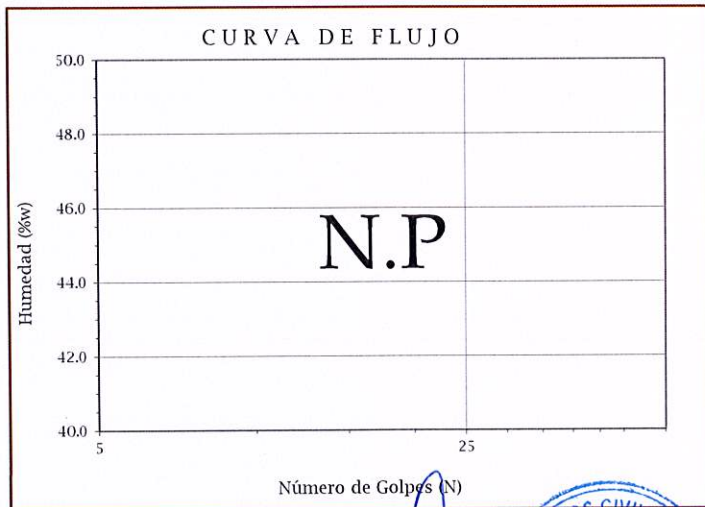 CURVA DE FLUJO
50.0
48.0
46.0
44.0
42.0
40.0
Humedad (%w)
N.P
5
25
Número de Golpes (N)
CIVIL